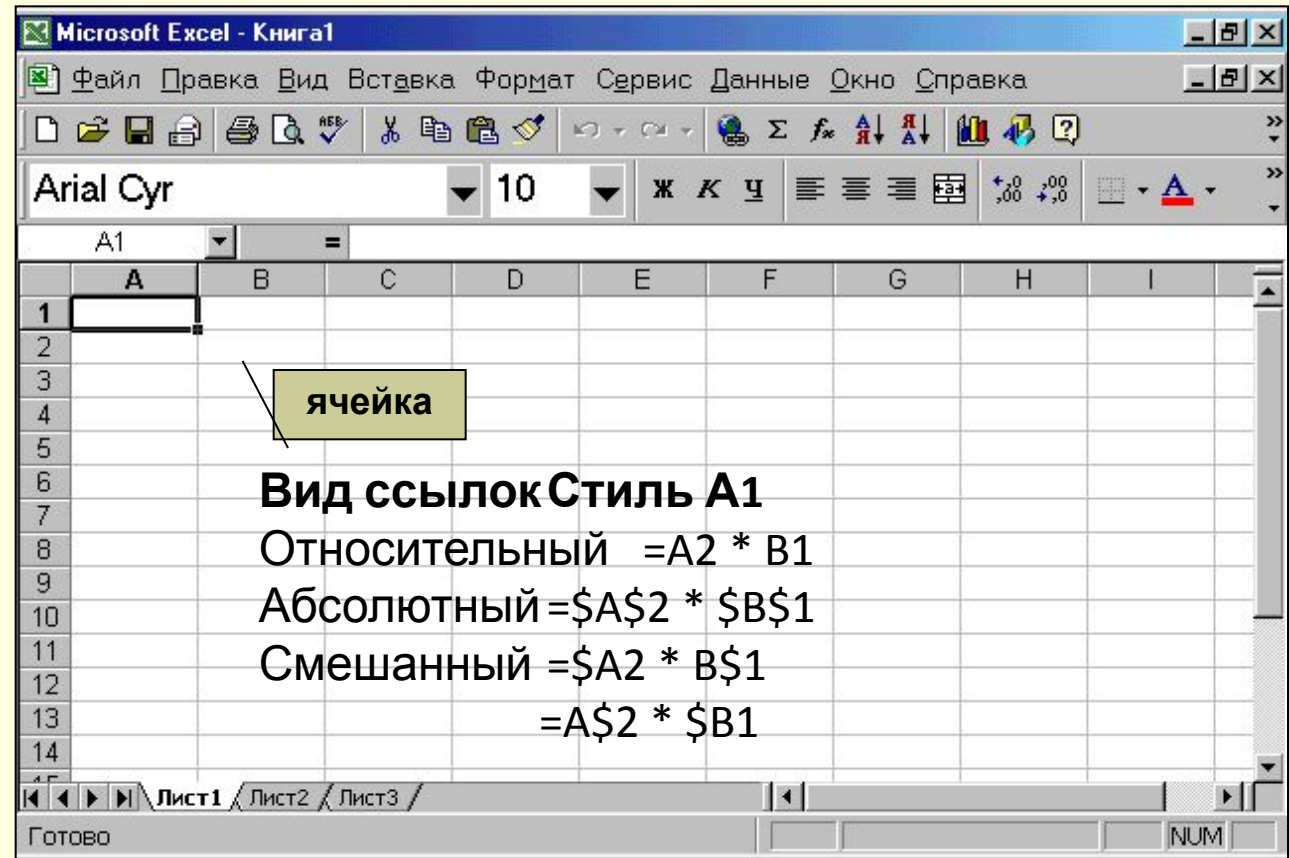 Microsoft Excel - Книга1
Файл Правка Вид Вставка Формат Сервис Данные Окно Справка
Arial Cyr 10 Ж К Ч
A1 =
A B C D E F G H I
1
2
3
ячейка
4
5
6
Вид ссылок Стиль A1
7
8
Относительный =A2 * B1
9
10
Абсолютный =$A$2 * $B$1
11
Смешанный =$A2 * B$1
12
13
=A$2 * $B1
14
Лист1 Лист2 Лист3
Готово NUM